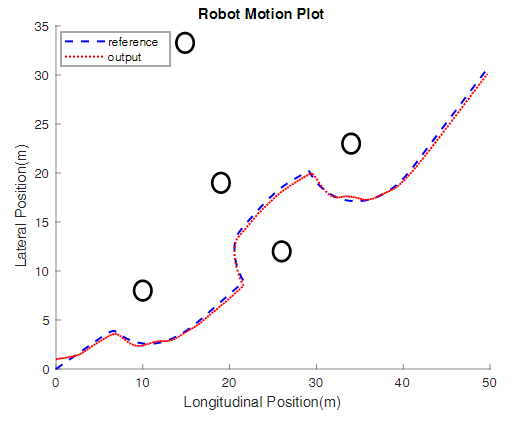 Robot Motion Plot
reference
output
35
30
25
20
15
10
5
0
Lateral Position(m)
0 10 20 30 40 50
Longitudinal Position(m)